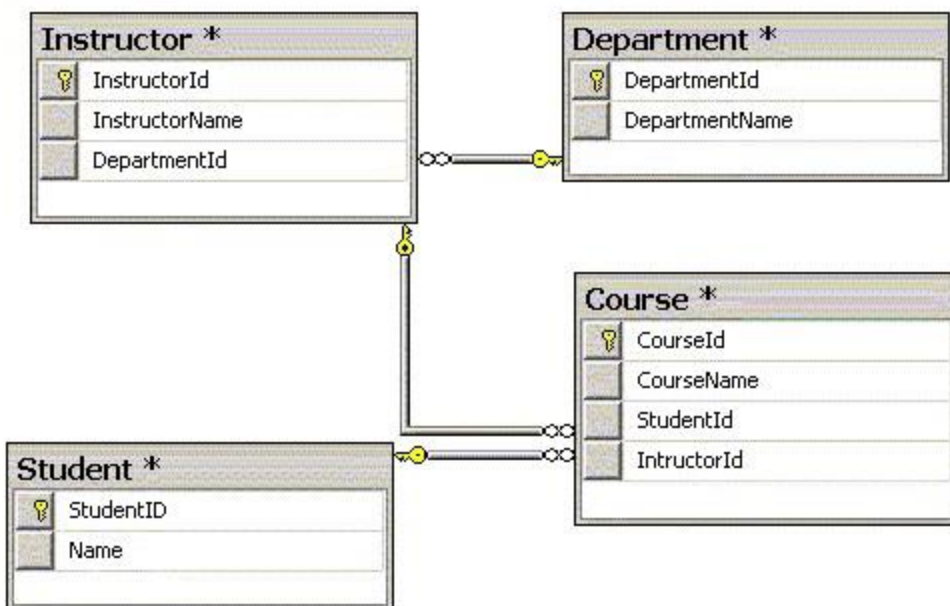 Instructor *
InstructorId
InstructorName
DepartmentId
Department *
DepartmentId
DepartmentName
Course *
CourseId
CourseName
StudentId
IntructorId
Student *
StudentID
Name